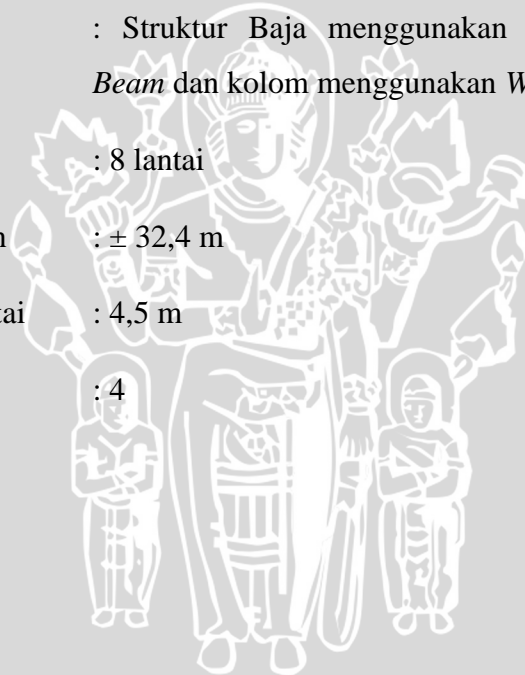 : Struktur Baja menggunakan
Beam dan kolom menggunakan
: 8 lantai
: ± 32,4 m
: 4,5 m
: 4